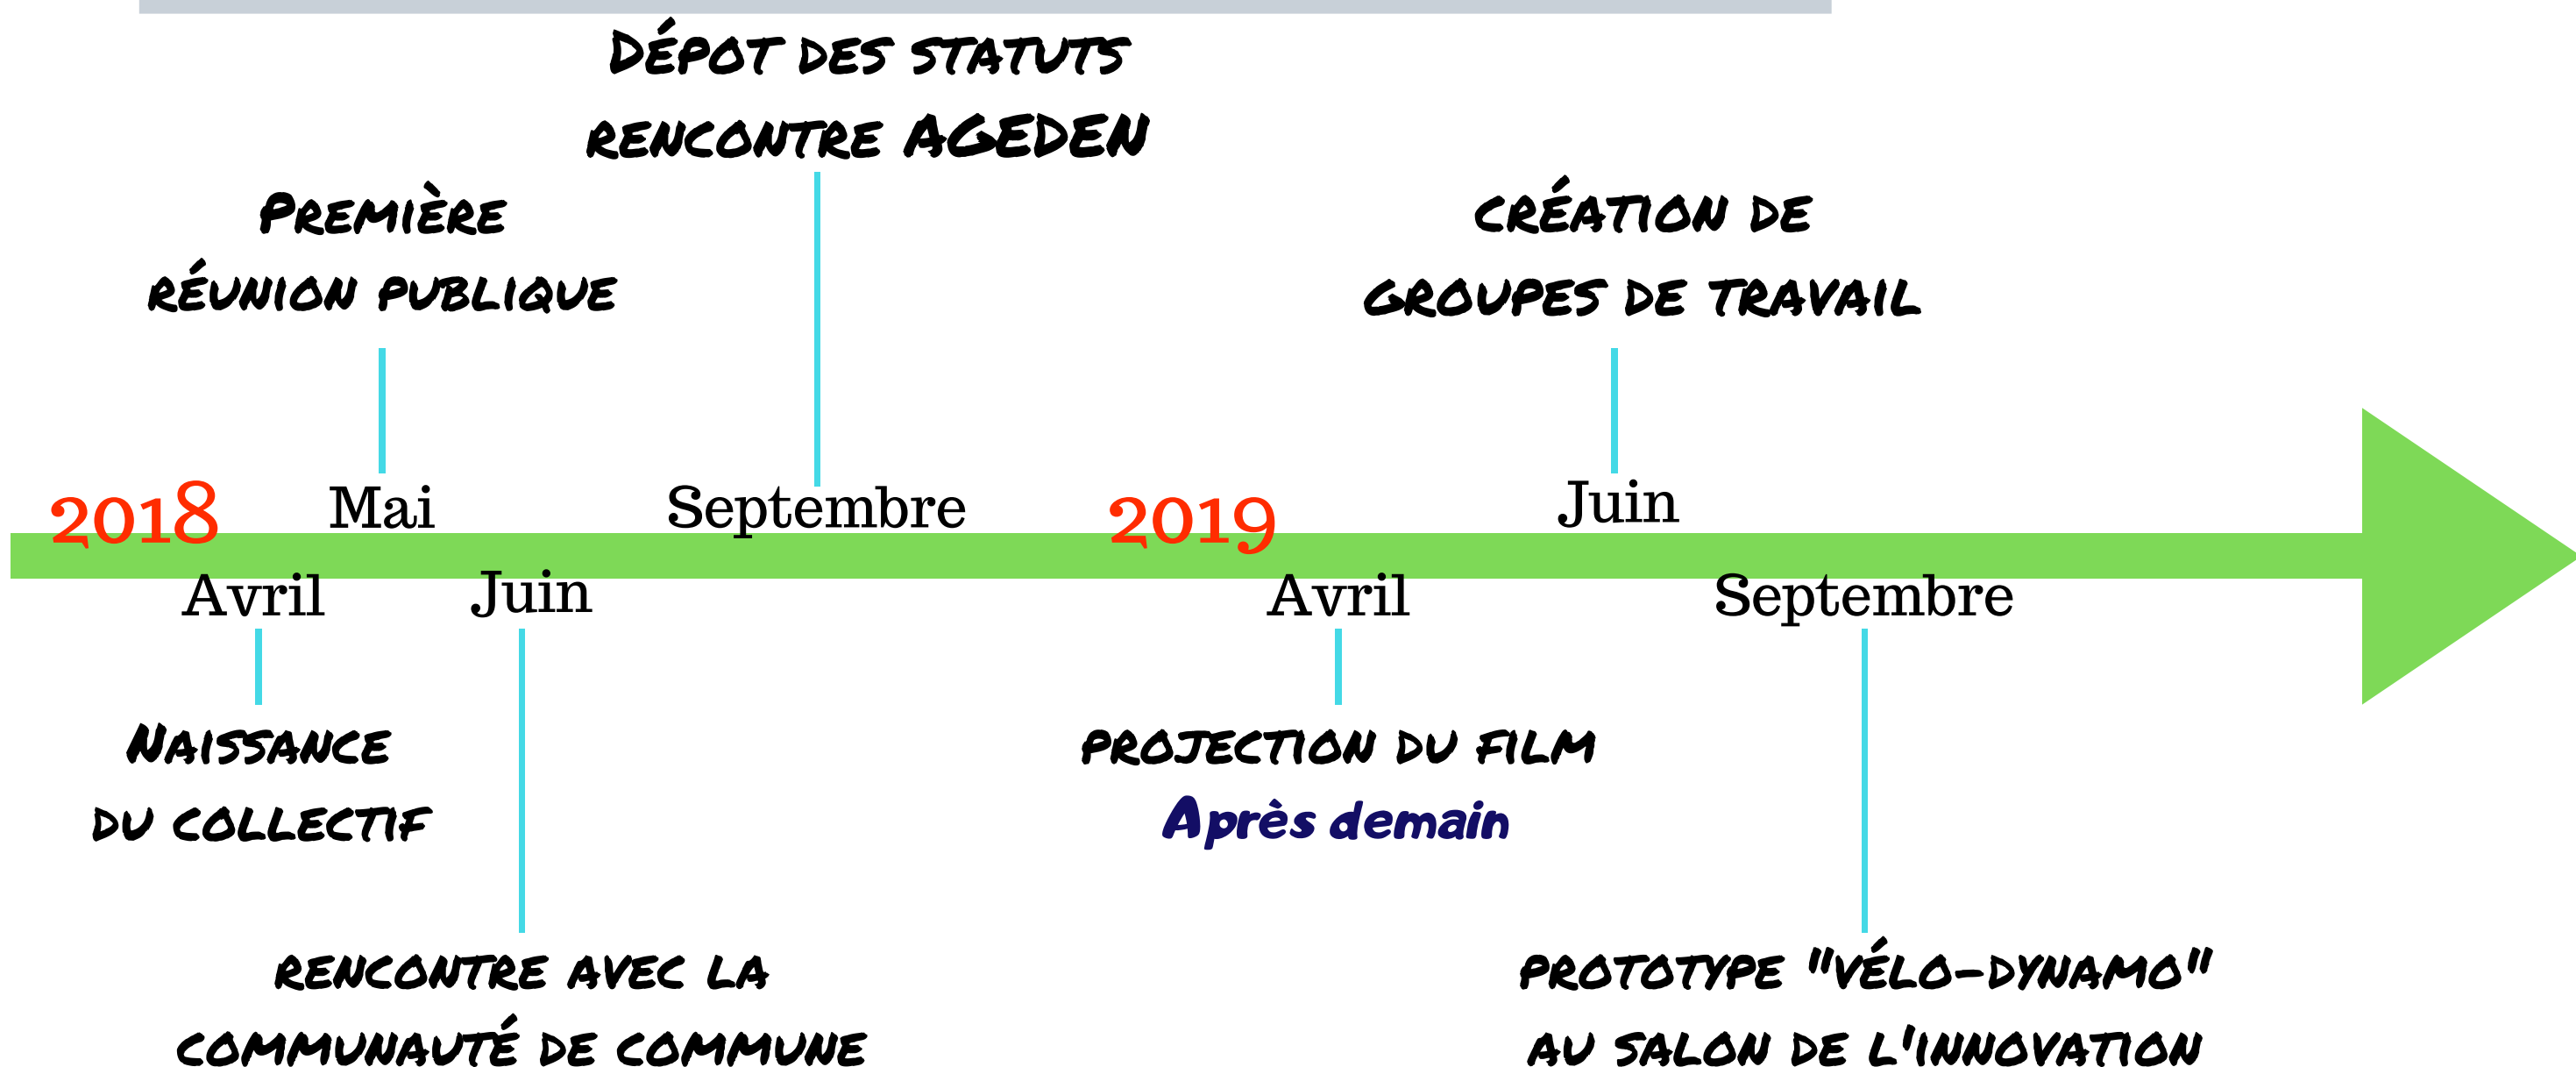 Dépot des statuts
rencontre AGEDEN
Première
réunion publique
création de
groupes de travail
2018
Mai
Septembre
2019
Juin
Avril
Juin
Avril
Septembre
Naissance
du collectif
projection du film
Après demain
rencontre avec la
communauté de commune
prototype "vélo-dynamo"
au salon de l'innovation